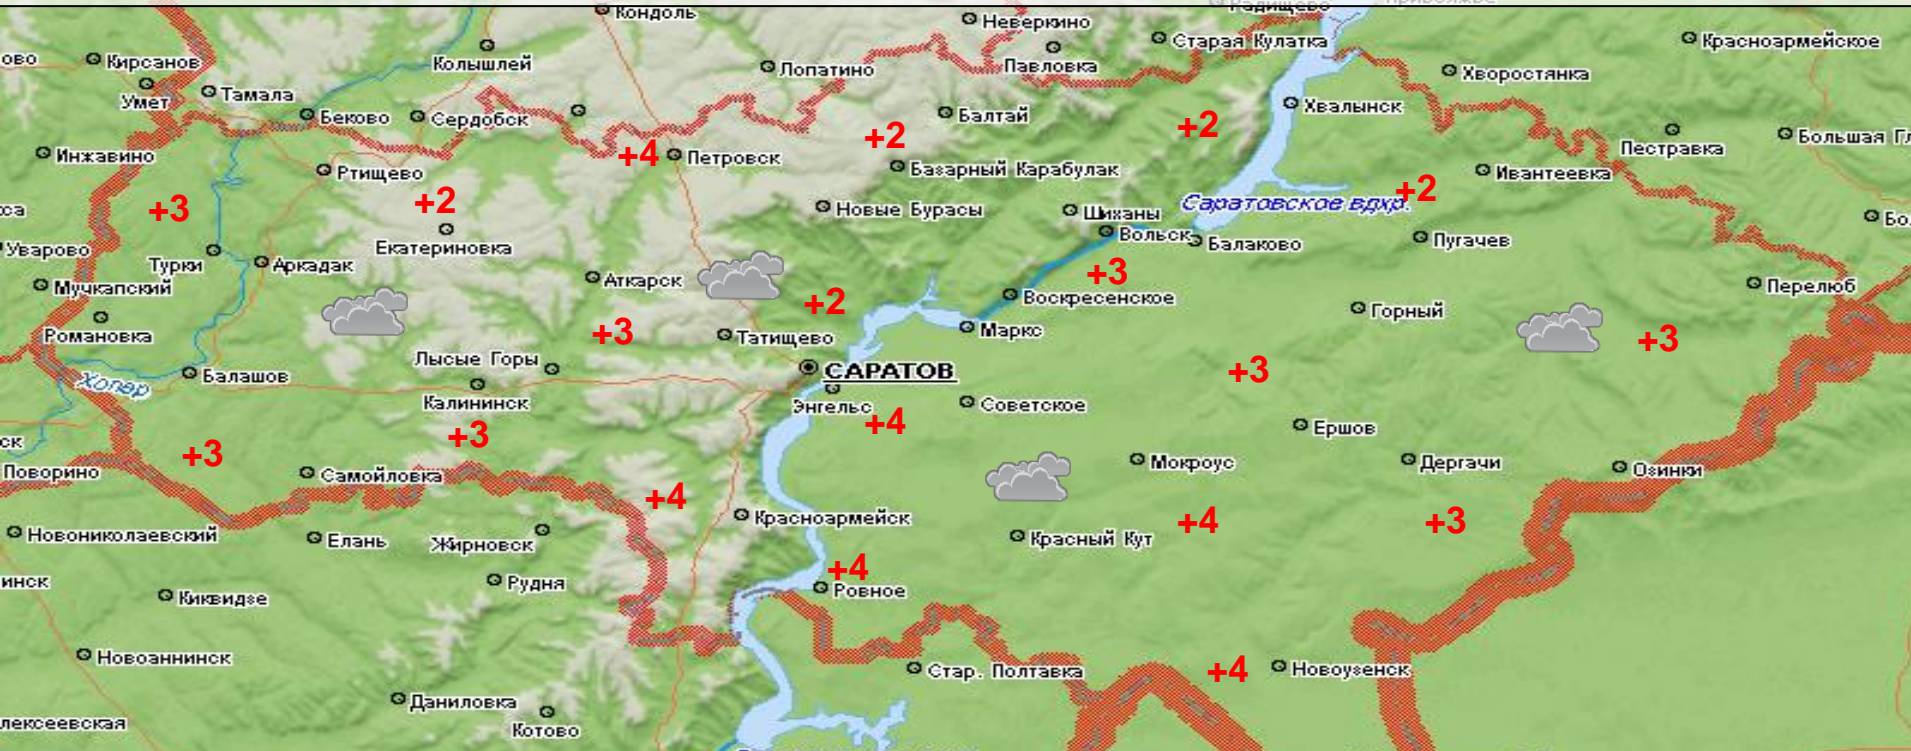 Кондоль
Неверкино
Старая Кулатка
Красноармейское
Кирсанов
Колышлей
Лопатино
Павловка
Хворостянка
Умет
Тамала
Беково
Сердобск
Балтай
Хвалынск
+2
+2
Пестравка
Инжавино
+4
Петровск
Базарный Карабулак
Ивантеевка
Ртищево
+3
+2
Новые Бурасы
Шиханы
Саратовское вдхр.
+2
Уварово
Екатериновка
Вольск
Балаково
Пугачев
Турки
Аркадак
Аткарск
+3
Мучкапский
+2
Воскресенское
Горный
Перелюб
Романовка
+3
Татищево
Маркс
+3
Лысые Горы
Хопер
Балашов
САРАТОВ
+3
Калининск
Энгельс
Советское
+4
+3
+3
Ершов
Поворино
Самойловка
Мокроус
Дергачи
Озинки
+4
Новониколаевский
Елань
Жирновск
Красноармейск
Красный Кут
+4
+3
Рудня
+4
Ровное
Киквидзе
Новоаннинск
Стар. Полтавка
+4
Новоузенск
Даниловка
Котово